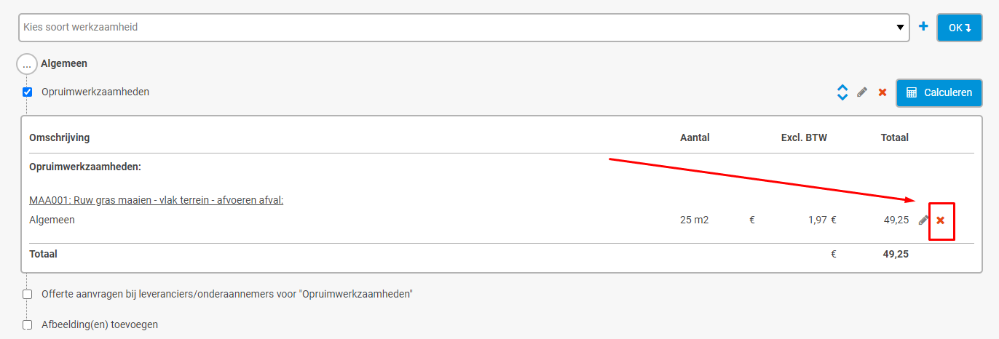 Kies soort werkzaamheid
OK
... Algemeen
Opruimwerkzaamheden
Calculeren
Omschrijving Aantal Excl. BTW Totaal
Opruimwerkzaamheden:
MAA001: Ruw gras maaien - vlak terrein - afvoeren afval:
Algemeen 25 m2 € 1,97 € 49,25
Totaal € 49,25
Offerte aanvragen bij leveranciers/onderaannemers voor "Opruimwerkzaamheden"
Afbeelding(en) toevoegen